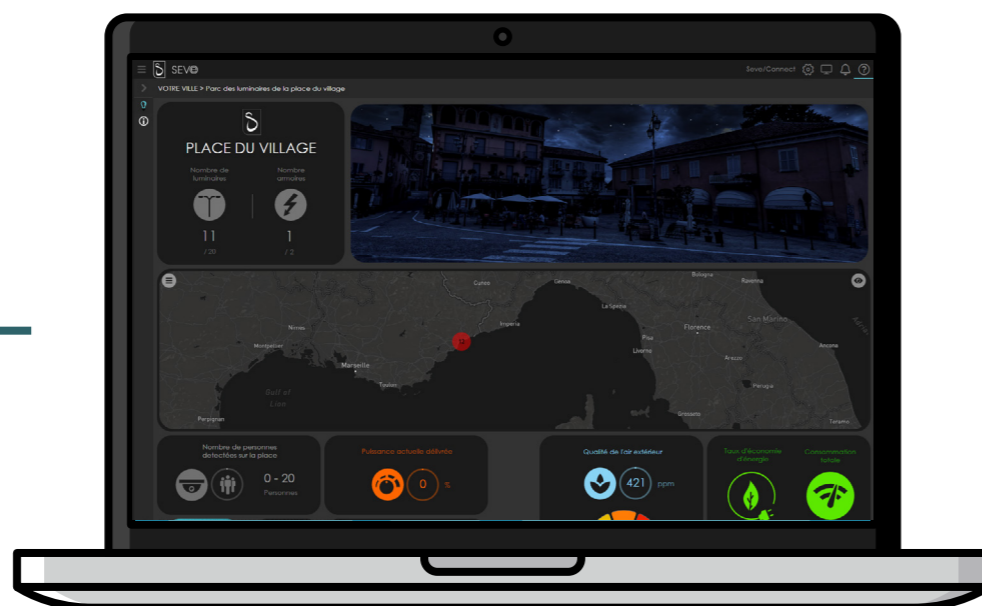 SEV
Seve/Connect
VOTRE VILLE > Parc des luminaires de la place du village
PLACE DU VILLAGE
Nombre de
luminaires
Nombre
armoires
11
/ 20
1
/ 2
Cuneo
Genoa
Bologna
Ravenna
La Spezia
Nîmes
Imperia
Florence
San Marino
Montpellier
Pisa
Livorno
Ancona
Marseille
Arezzo
Toulon
Perugia
Gulf of
Lion
Perpignan
Grosseto
Teramo
Nombre de personnes
detectées sur la place
0 - 20
Personnes
Puissance actuelle délivrée
0 %
Qualité de l'air extérieur
421 ppm
Taux d'économie
d'énergie
Consommation
totale